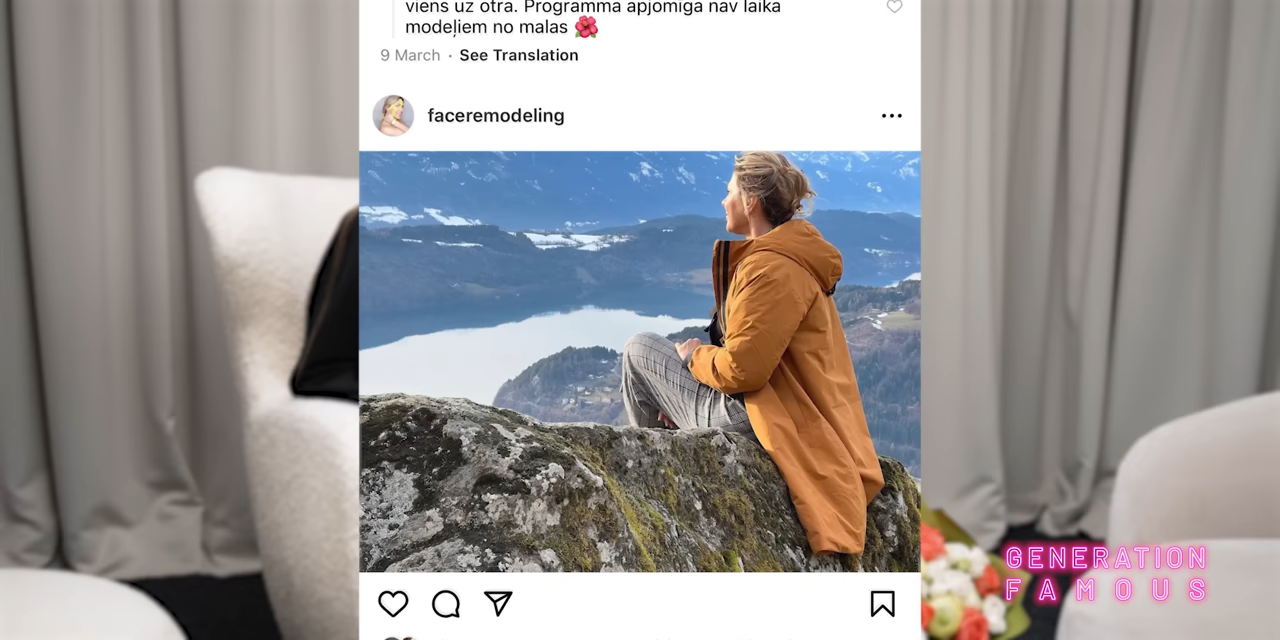 viens uz otra. Programma apjomīga nav laika
modeļiem no malas 🌺
9 March · See Translation
faceremodeling
GENERATION
FAMOUS